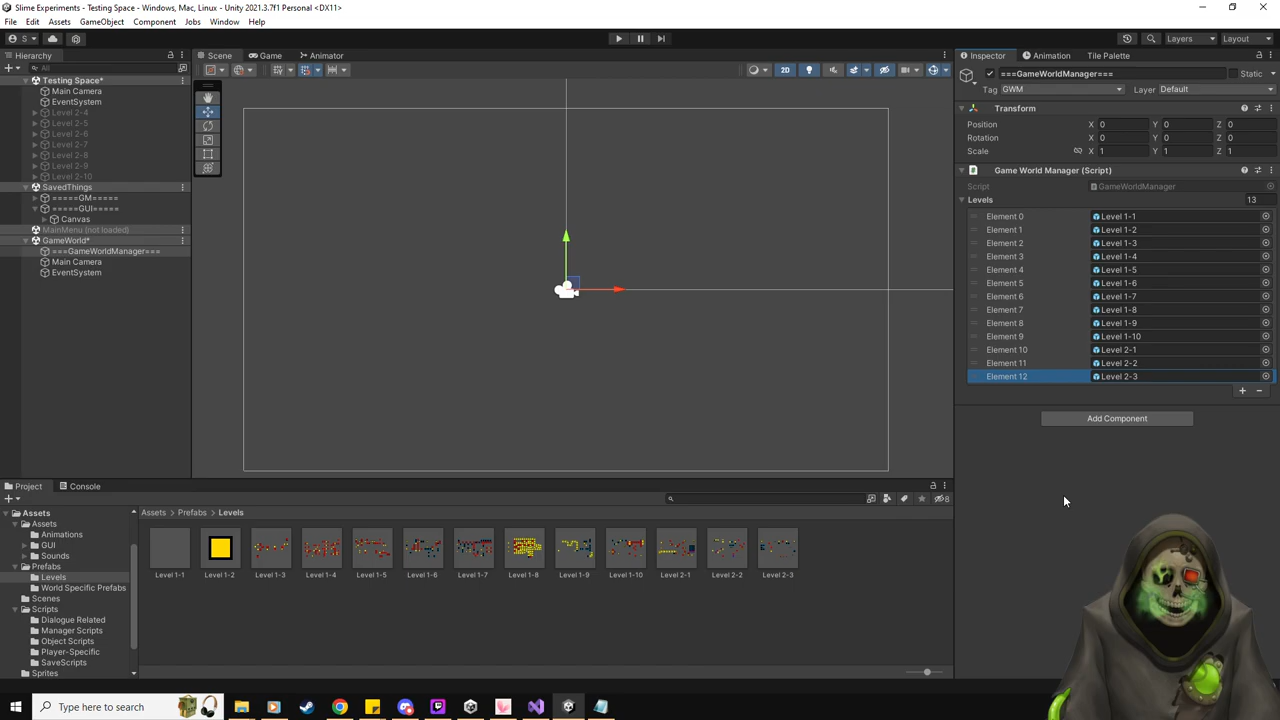 Slime Experiments - Testing Space - Windows, Mac, Linux - Unity 2021.3.7f1 Personal <DX11>
File Edit Assets GameObject Component Jobs Window Help
S Layers Layout
Hierarchy
All
Testing Space*
Main Camera
EventSystem
Level 2-4
Level 2-5
Level 2-6
Level 2-7
Level 2-8
Level 2-9
Level 2-10
SavedThings
=====GM=====
=====GUI=====
Canvas
MainMenu (not loaded)
GameWorld*
===GameWorldManager===
Main Camera
EventSystem
Scene Game Animator
2D
Inspector Animation Tile Palette
===GameWorldManager=== Static
Tag GWM Layer Default
Transform
Position X 0 Y 0 Z 0
Rotation X 0 Y 0 Z 0
Scale X 1 Y 1 Z 1
Game World Manager (Script)
Script GameWorldManager
Levels 13
Element 0 Level 1-1
Element 1 Level 1-2
Element 2 Level 1-3
Element 3 Level 1-4
Element 4 Level 1-5
Element 5 Level 1-6
Element 6 Level 1-7
Element 7 Level 1-8
Element 8 Level 1-9
Element 9 Level 1-10
Element 10 Level 2-1
Element 11 Level 2-2
Element 12 Level 2-3
Add Component
Project Console
8
Assets
Assets
Animations
GUI
Sounds
Prefabs
Levels
World Specific Prefabs
Scenes
Scripts
Dialogue Related
Manager Scripts
Object Scripts
Player-Specific
SaveScripts
Sprites
Assets > Prefabs > Levels
Level 1-1 Level 1-2 Level 1-3 Level 1-4 Level 1-5 Level 1-6 Level 1-7 Level 1-8 Level 1-9 Level 1-10 Level 2-1 Level 2-2 Level 2-3
Type here to search